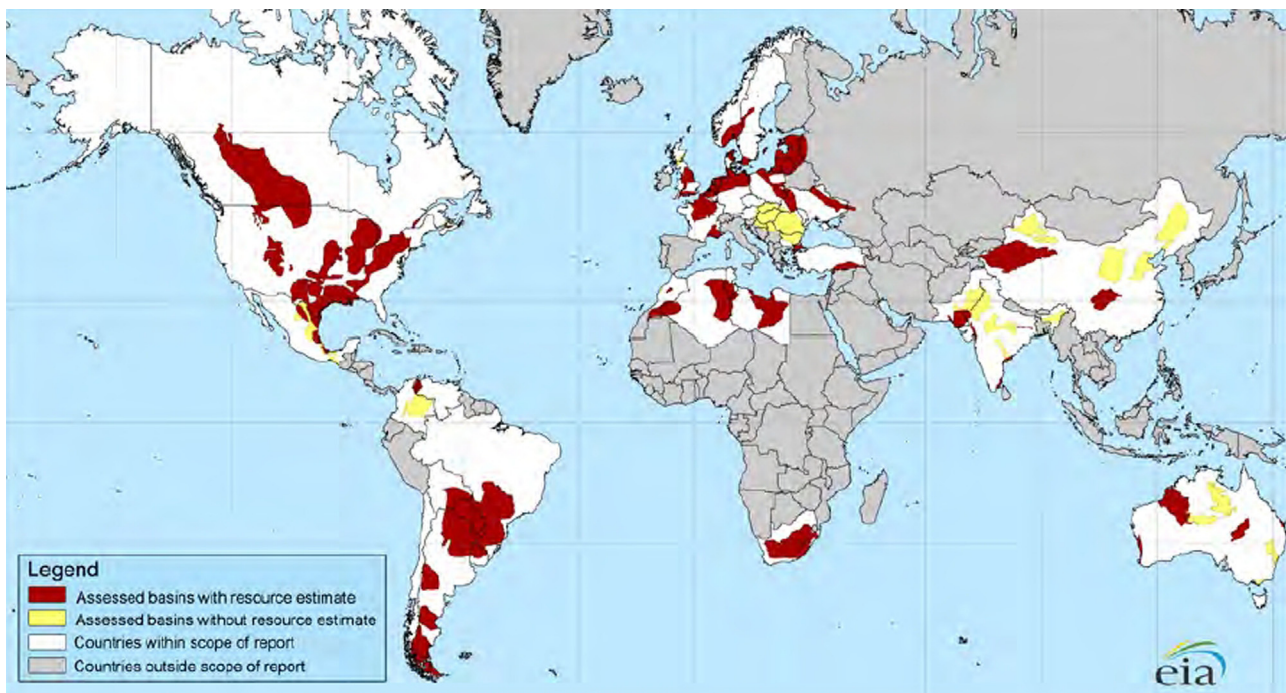 Legend
Assessed basins with resource estimate
Assessed basins without resource estimate
Countries within scope of report
Countries outside scope of report
eia